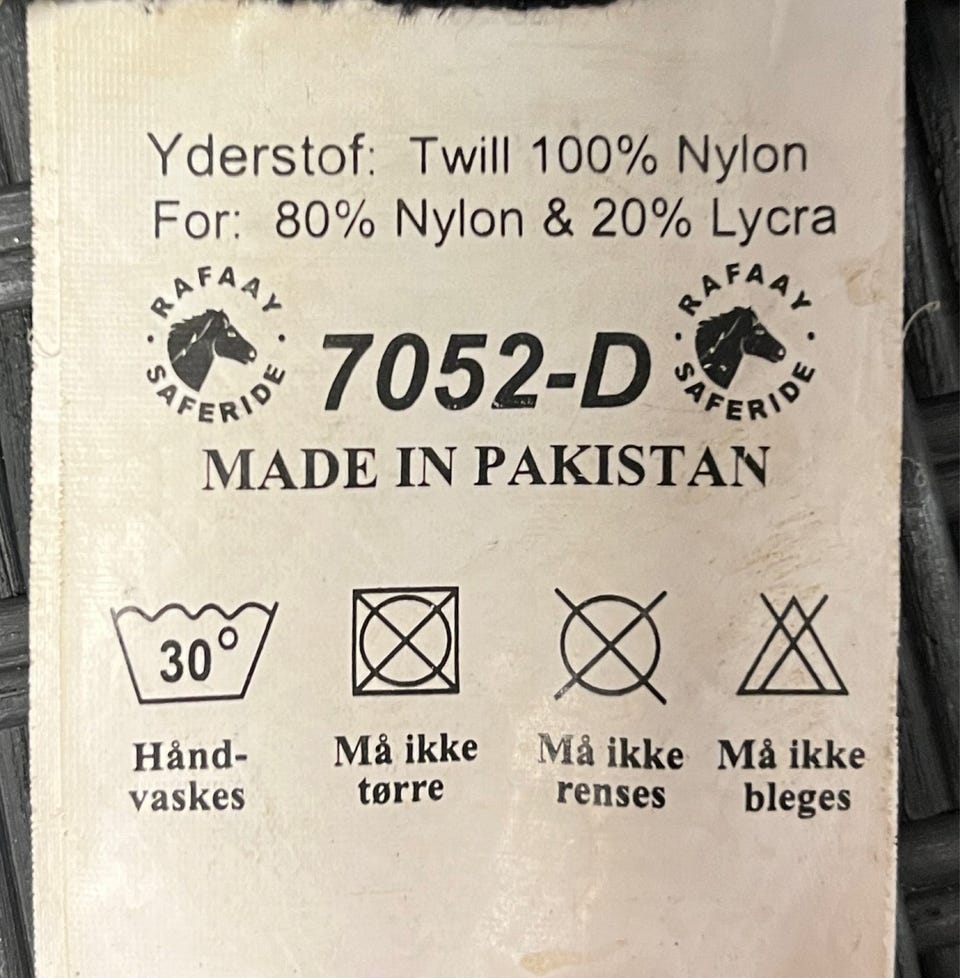 Yderstof: Twill 100% Nylon
For: 80% Nylon & 20% Lycra
RAFAAY
SAFERIDE
7052-D
RAFAAY
SAFERIDE
MADE IN PAKISTAN
30°
Hånd-
vaskes
Må ikke
tørre
Må ikke
renses
Må ikke
bleges